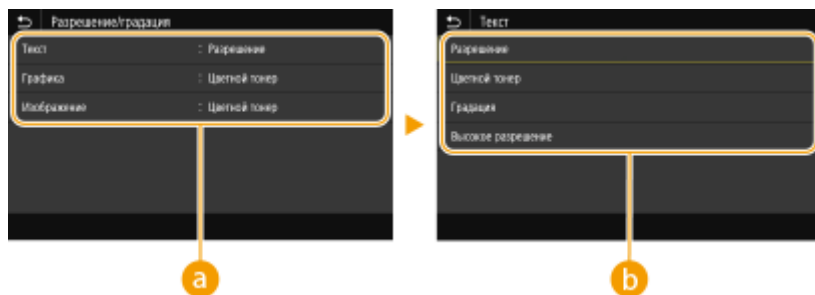 Разрешение/градация
Текст : Разрешение
Графика : Цветной тонер
Изображение : Цветной тонер
a
Текст
Разрешение
Цветной тонер
Градация
Высокое разрешение
b